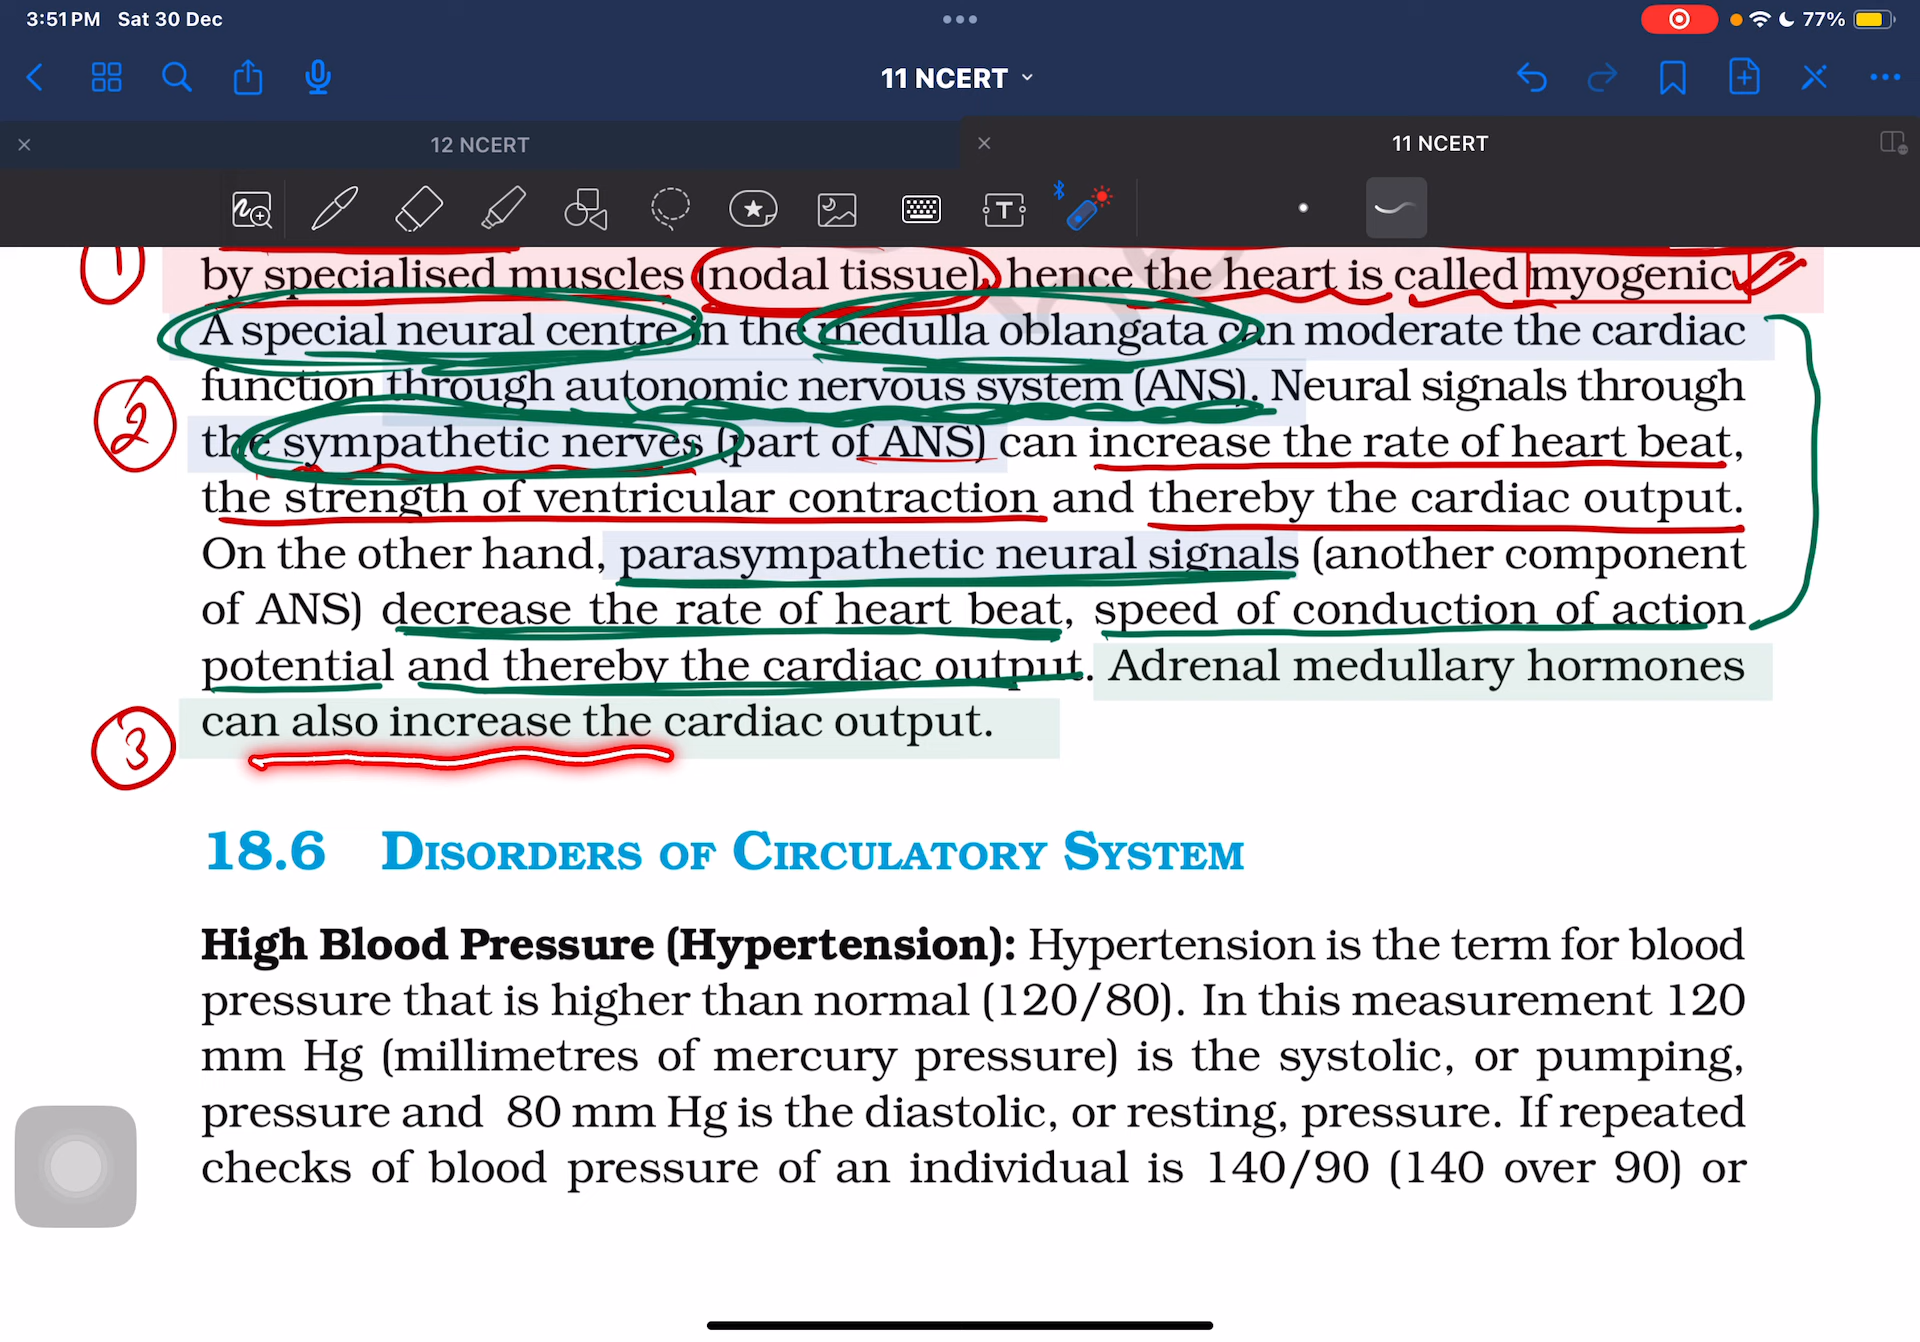 3:51 PM Sat 30 Dec
77%
11 NCERT
12 NCERT
11 NCERT
T
1
by specialised muscles (nodal tissue), hence the heart is called myogenic.
A special neural centre in the medulla oblangata can moderate the cardiac
function through autonomic nervous system (ANS). Neural signals through
2
the sympathetic nerves (part of ANS) can increase the rate of heart beat,
the strength of ventricular contraction and thereby the cardiac output.
On the other hand, parasympathetic neural signals (another component
of ANS) decrease the rate of heart beat, speed of conduction of action
potential and thereby the cardiac output. Adrenal medullary hormones
3
can also increase the cardiac output.
18.6 DISORDERS OF CIRCULATORY SYSTEM
High Blood Pressure (Hypertension): Hypertension is the term for blood
pressure that is higher than normal (120/80). In this measurement 120
mm Hg (millimetres of mercury pressure) is the systolic, or pumping,
pressure and 80 mm Hg is the diastolic, or resting, pressure. If repeated
checks of blood pressure of an individual is 140/90 (140 over 90) or